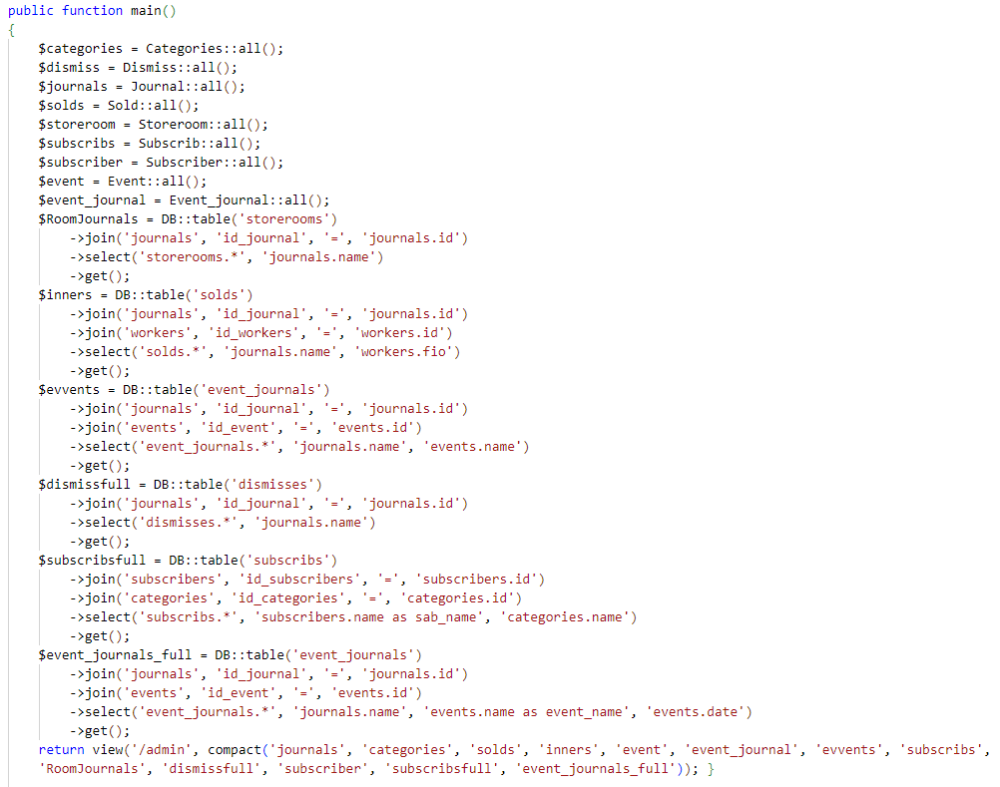 public function main()
{
$categories = Categories::all();
$dismiss = Dismiss::all();
$journals = Journal::all();
$solds = Sold::all();
$storeroom = Storeroom::all();
$subscribs = Subscrib::all();
$subscriber = Subscriber::all();
$event = Event::all();
$event_journal = Event_journal::all();
$RoomJournals = DB::table('storerooms')
->join('journals', 'id_journal', '=', 'journals.id')
->select('storerooms.*', 'journals.name')
->get();
$inners = DB::table('solds')
->join('journals', 'id_journal', '=', 'journals.id')
->join('workers', 'id_workers', '=', 'workers.id')
->select('solds.*', 'journals.name', 'workers.fio')
->get();
$evvents = DB::table('event_journals')
->join('journals', 'id_journal', '=', 'journals.id')
->join('events', 'id_event', '=', 'events.id')
->select('event_journals.*', 'journals.name', 'events.name')
->get();
$dismissfull = DB::table('dismisses')
->join('journals', 'id_journal', '=', 'journals.id')
->select('dismisses.*', 'journals.name')
->get();
$subscribsfull = DB::table('subscribs')
->join('subscribers', 'id_subscribers', '=', 'subscribers.id')
->join('categories', 'id_categories', '=', 'categories.id')
->select('subscribs.*', 'subscribers.name as sab_name', 'categories.name')
->get();
$event_journals_full = DB::table('event_journals')
->join('journals', 'id_journal', '=', 'journals.id')
->join('events', 'id_event', '=', 'events.id')
->select('event_journals.*', 'journals.name', 'events.name as event_name', 'events.date')
->get();
return view('/admin', compact('journals', 'categories', 'solds', 'inners', 'event', 'event_journal', 'evvents', 'subscribs',
'RoomJournals', 'dismissfull', 'subscriber', 'subscribsfull', 'event_journals_full')); }